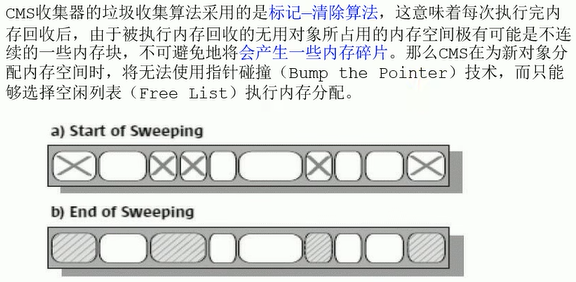 CMS收集器的垃圾收集算法采用的是标记—清除算法，这意味着每次执行完内
存回收后，由于被执行内存回收的无用对象所占用的内存空间极有可能是不连
续的一些内存块，不可避免地将会产生一些内存碎片。那么CMS在为新对象分
配内存空间时，将无法使用指针碰撞（Bump the Pointer）技术，而只能
够选择空闲列表（Free List）执行内存分配。
a) Start of Sweeping
b) End of Sweeping